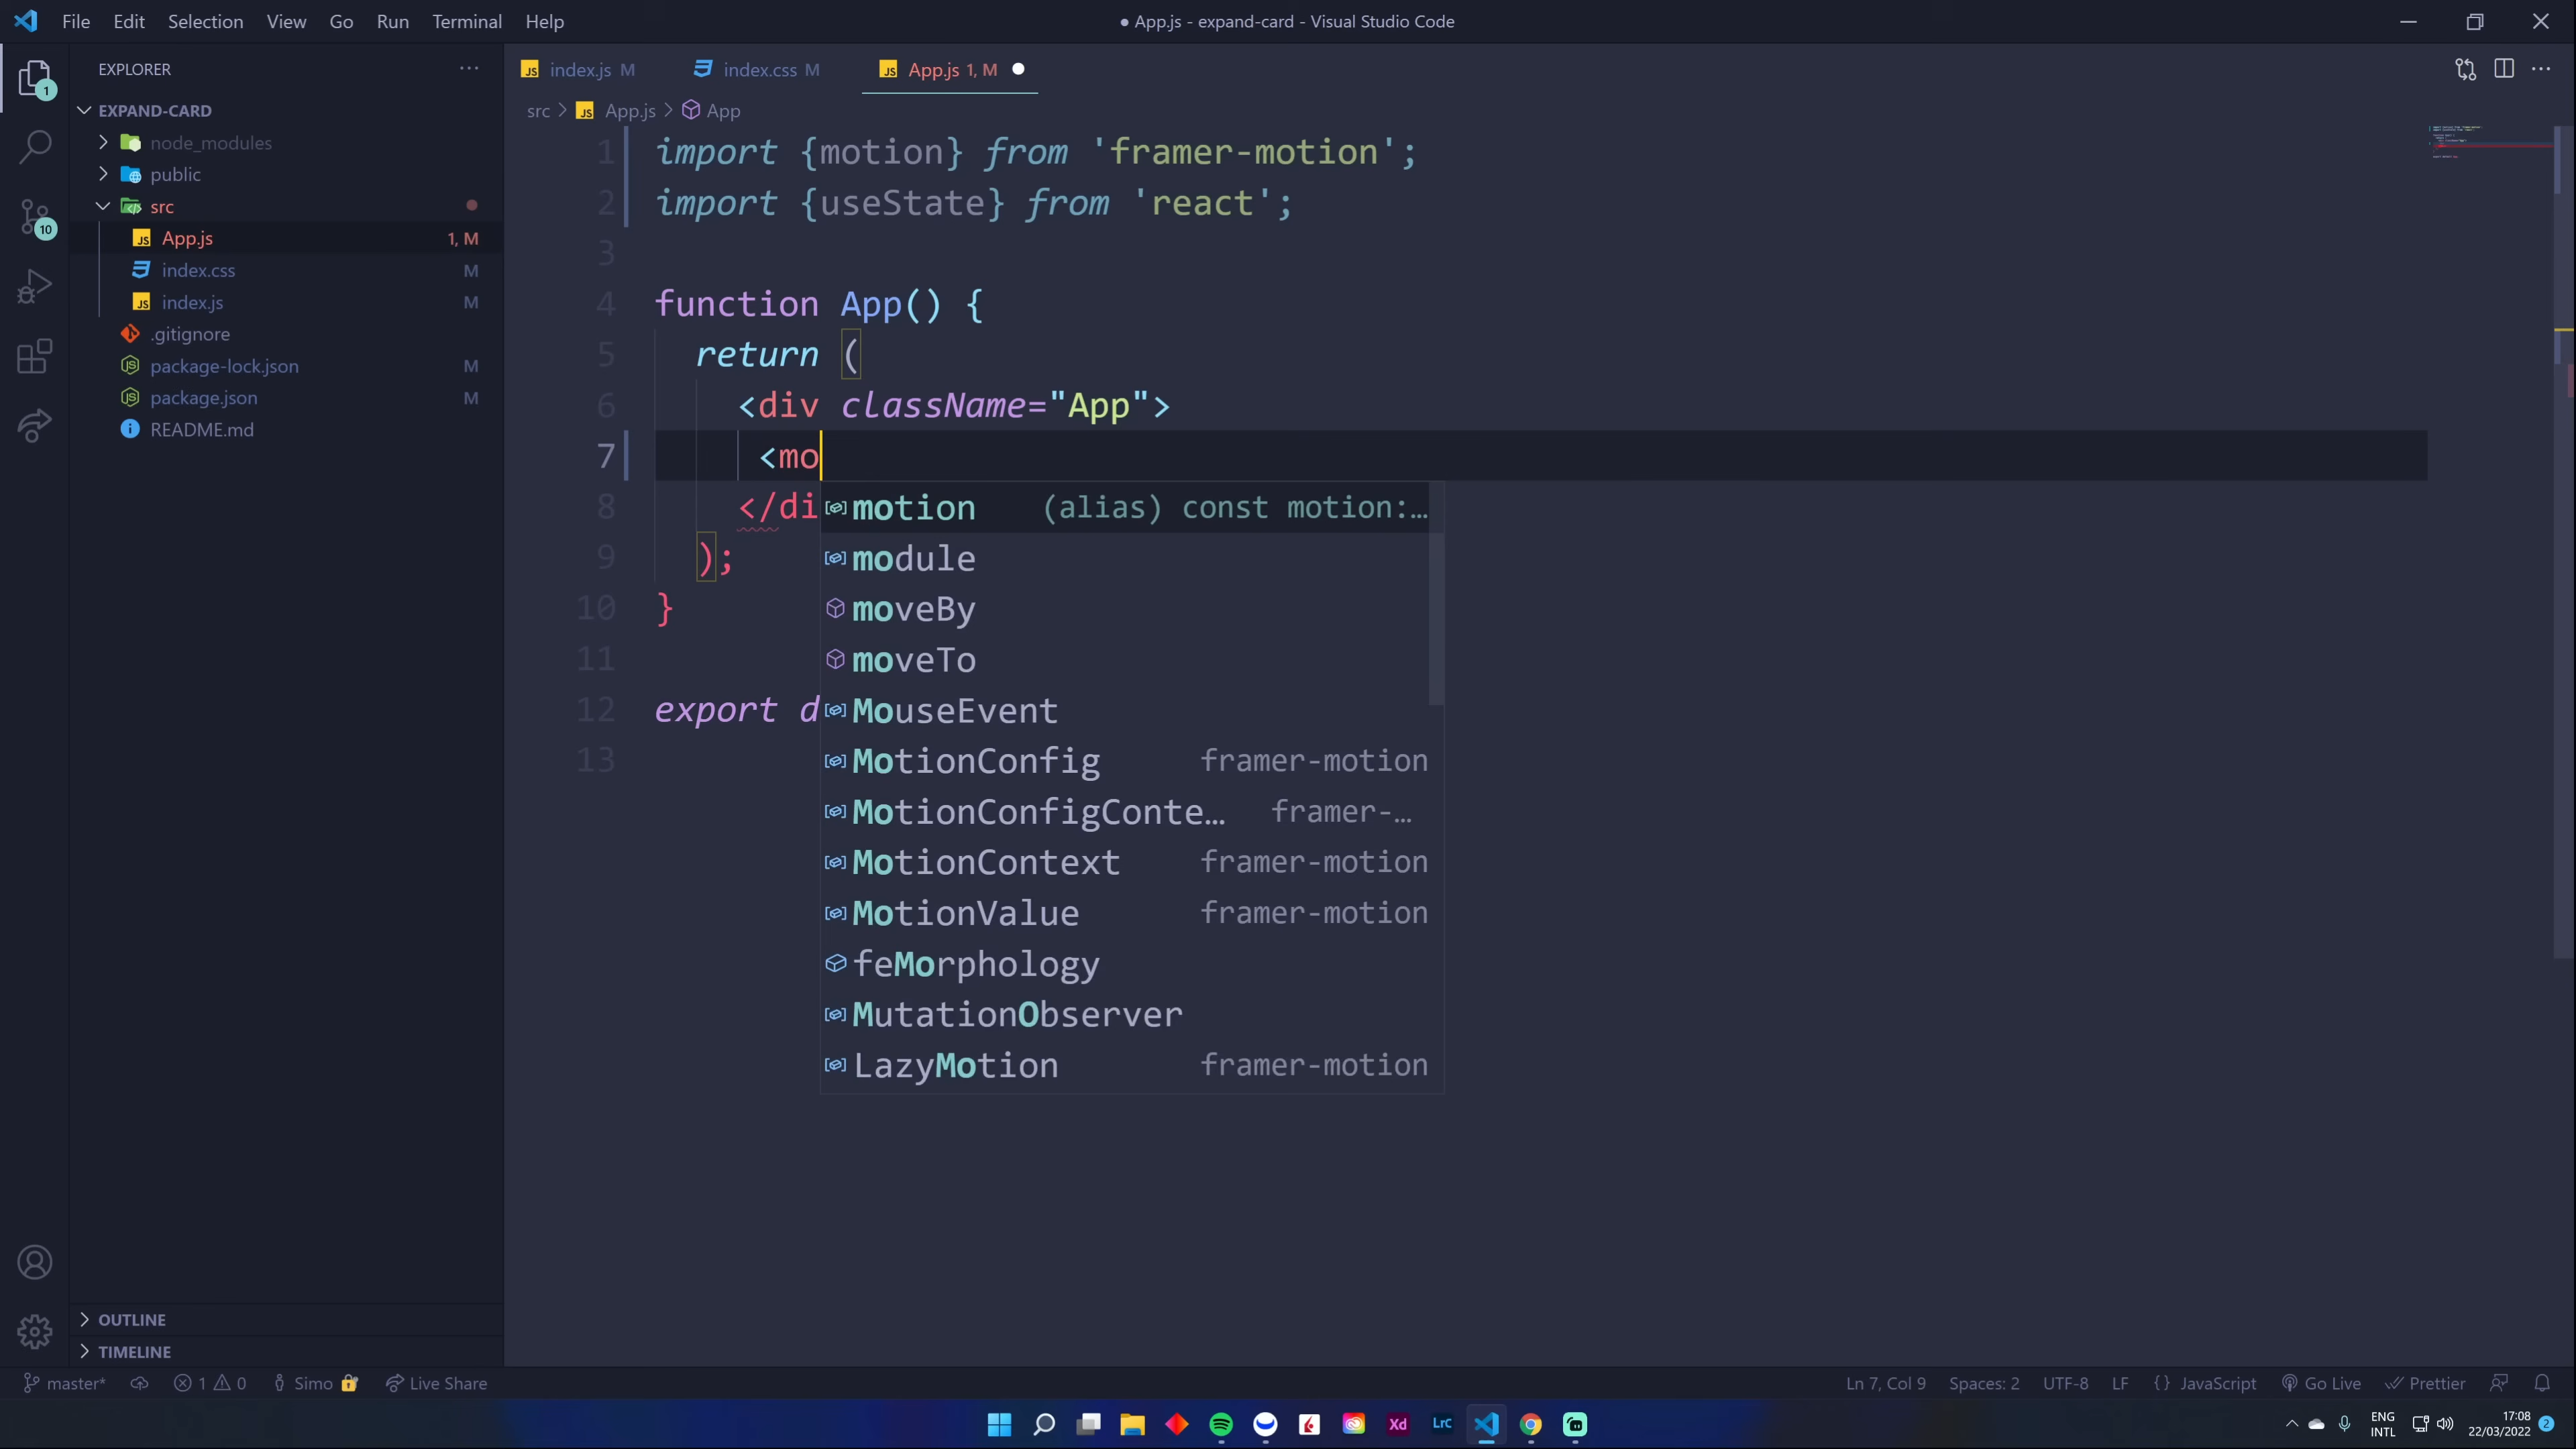 File Edit Selection View Go Run Terminal Help
● App.js - expand-card - Visual Studio Code
EXPLORER
EXPAND-CARD
node_modules
public
src
App.js 1, M
index.css M
index.js M
.gitignore
package-lock.json M
package.json M
README.md
OUTLINE
TIMELINE
index.js M index.css M App.js 1, M
src > App.js > App
1 import {motion} from 'framer-motion';
2 import {useState} from 'react';
3
4 function App() {
5 return (
6 <div className="App">
7 <mo
8 </di
9 );
10 }
11
12 export d
13
motion (alias) const motion:…
module
moveBy
moveTo
MouseEvent
MotionConfig framer-motion
MotionConfigConte… framer-…
MotionContext framer-motion
MotionValue framer-motion
feMorphology
MutationObserver
LazyMotion framer-motion
1
10
master* 1 0 Simo Live Share
Ln 7, Col 9 Spaces: 2 UTF-8 LF {} JavaScript Go Live Prettier
Xd LrC
ENG
INTL
17:08
22/03/2022
2